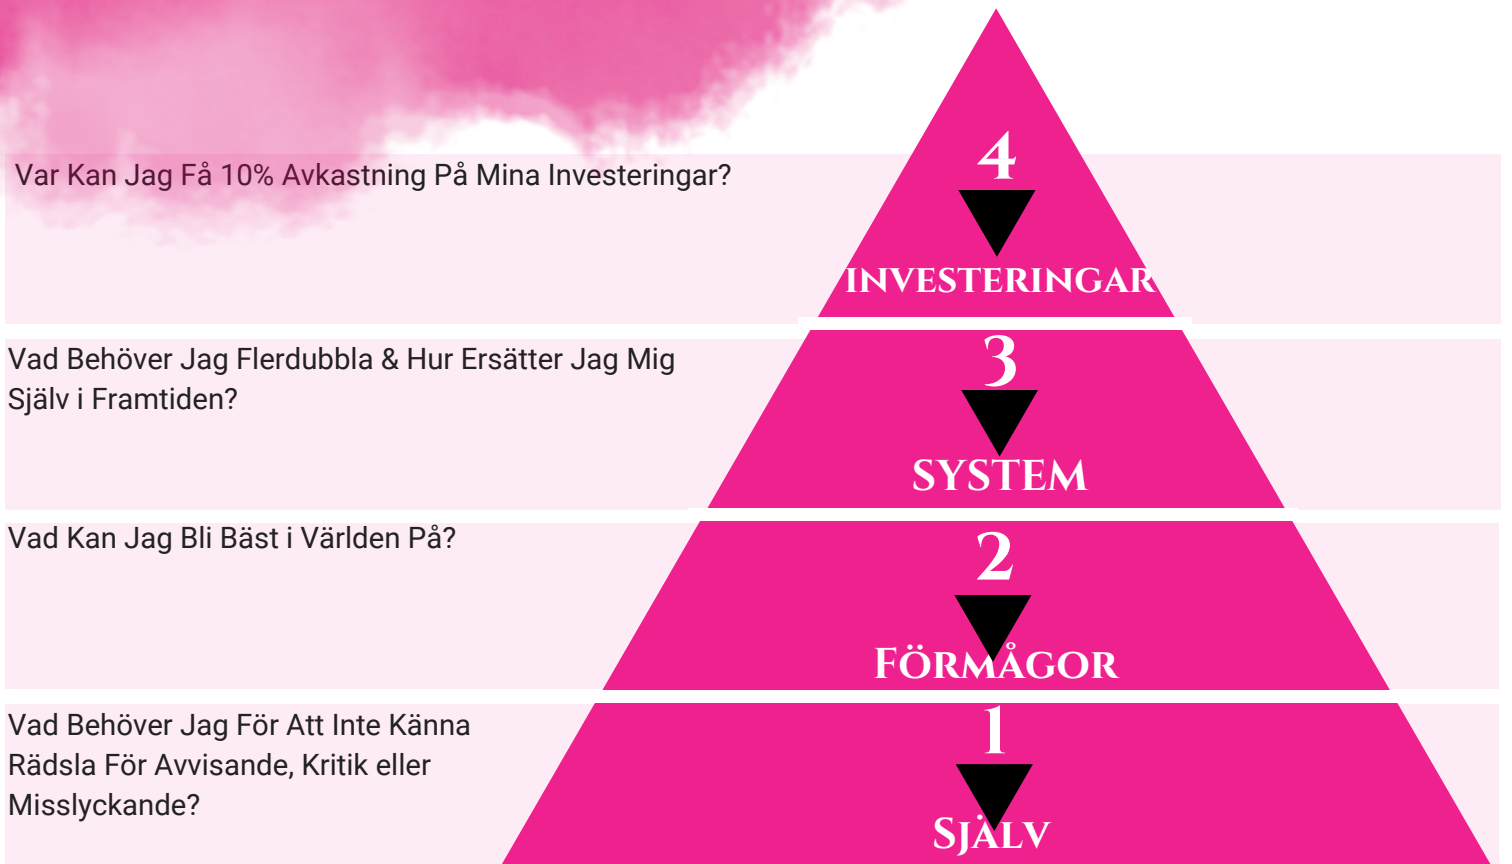 4
Var Kan Jag Få 10% Avkastning På Mina Investeringar?
INVESTERINGAR
3
Vad Behöver Jag Flerdubbla & Hur Ersätter Jag Mig
Själv i Framtiden?
SYSTEM
2
Vad Kan Jag Bli Bäst i Världen På?
FÖRMÅGOR
1
Vad Behöver Jag För Att Inte Känna
Rädsla För Avvisande, Kritik eller
Misslyckande?
SJÄLV